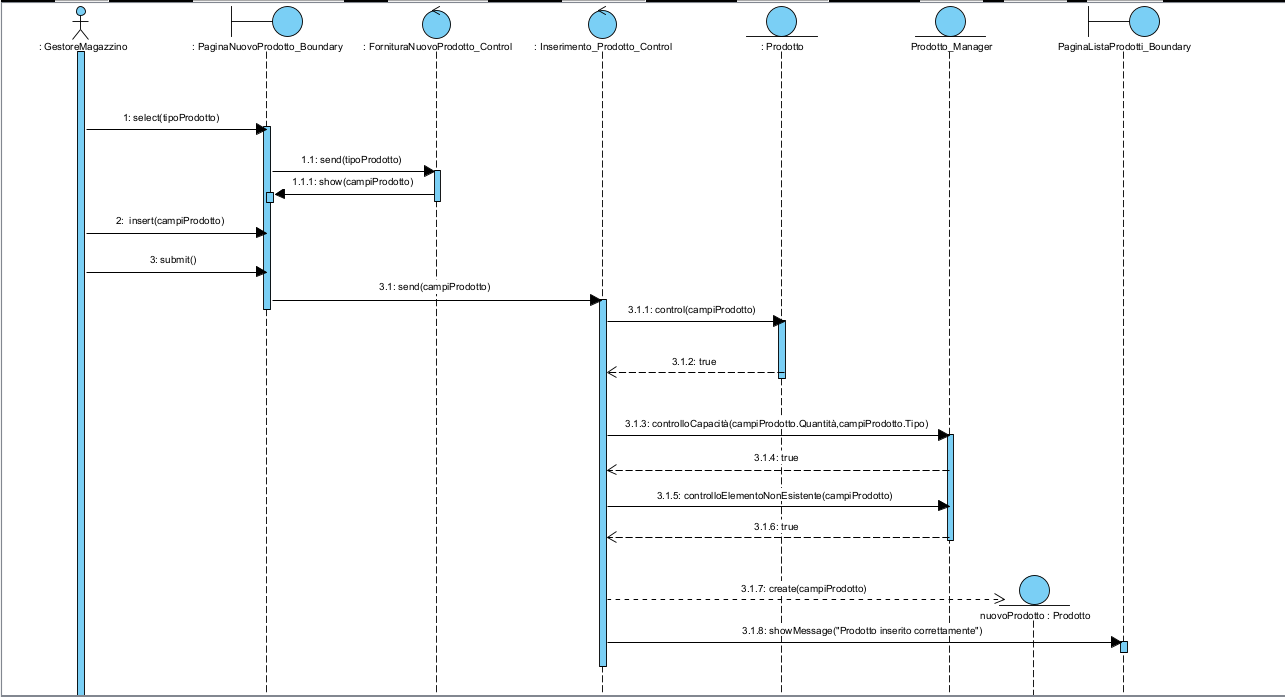 : GestoreMagazzino
: PaginaNuovoProdotto_Boundary
: FornituraNuovoProdotto_Control
: Inserimento_Prodotto_Control
: Prodotto
Prodotto_Manager
PaginaListaProdotti_Boundary
1: select(tipoProdotto)
1.1: send(tipoProdotto)
1.1.1: show(campiProdotto)
2: insert(campiProdotto)
3: submit()
3.1: send(campiProdotto)
3.1.1: control(campiProdotto)
3.1.2: true
3.1.3: controlloCapacità(campiProdotto.Quantità,campiProdotto.Tipo)
3.1.4: true
3.1.5: controlloElementoNonEsistente(campiProdotto)
3.1.6: true
3.1.7: create(campiProdotto)
nuovoProdotto : Prodotto
3.1.8: showMessage("Prodotto inserito correttamente")